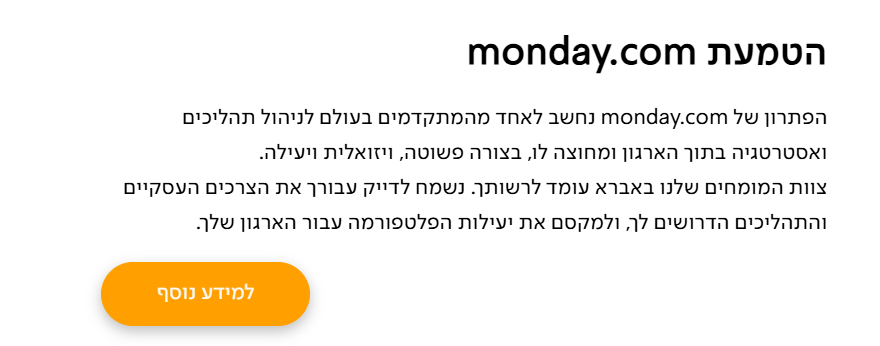 הטמעת monday.com
הפתרון של monday.com נחשב לאחד מהמתקדמים בעולם לניהול תהליכים
ואסטרטגיה בתוך הארגון ומחוצה לו, בצורה פשוטה, ויזואלית ויעילה.
צוות המומחים שלנו באברא עומד לרשותך. נשמח לדייק עבורך את הצרכים העסקיים
והתהליכים הדרושים לך, ולמקסם את יעילות הפלטפורמה עבור הארגון שלך.
למידע נוסף